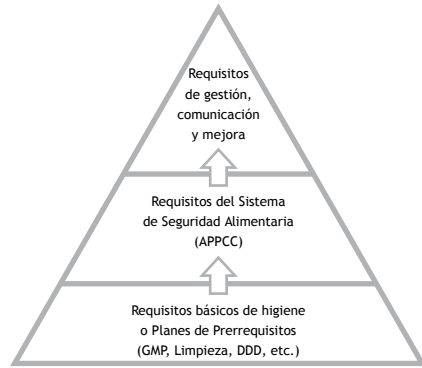 Requisitos
de gestión,
comunicación
y mejora
Requisitos del Sistema
de Seguridad Alimentaria
(APPCC)
Requisitos básicos de higiene
o Planes de Prerrequisitos
(GMP, Limpieza, DDD, etc.)